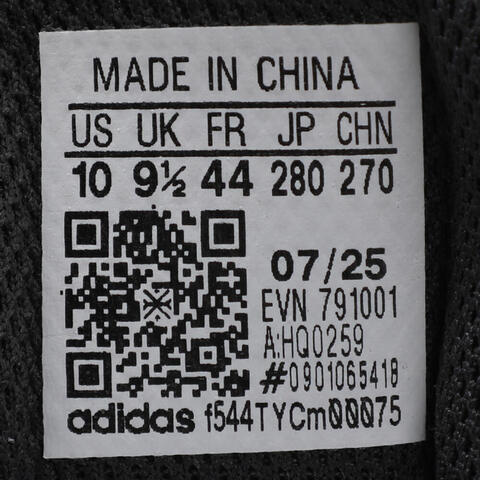 MADE IN CHINA
US UK FR JP CHN
10 9½ 44 280 270
07/25
EVN 791001
A:HQ0259
#0901065418
adidas f544TYCm00075